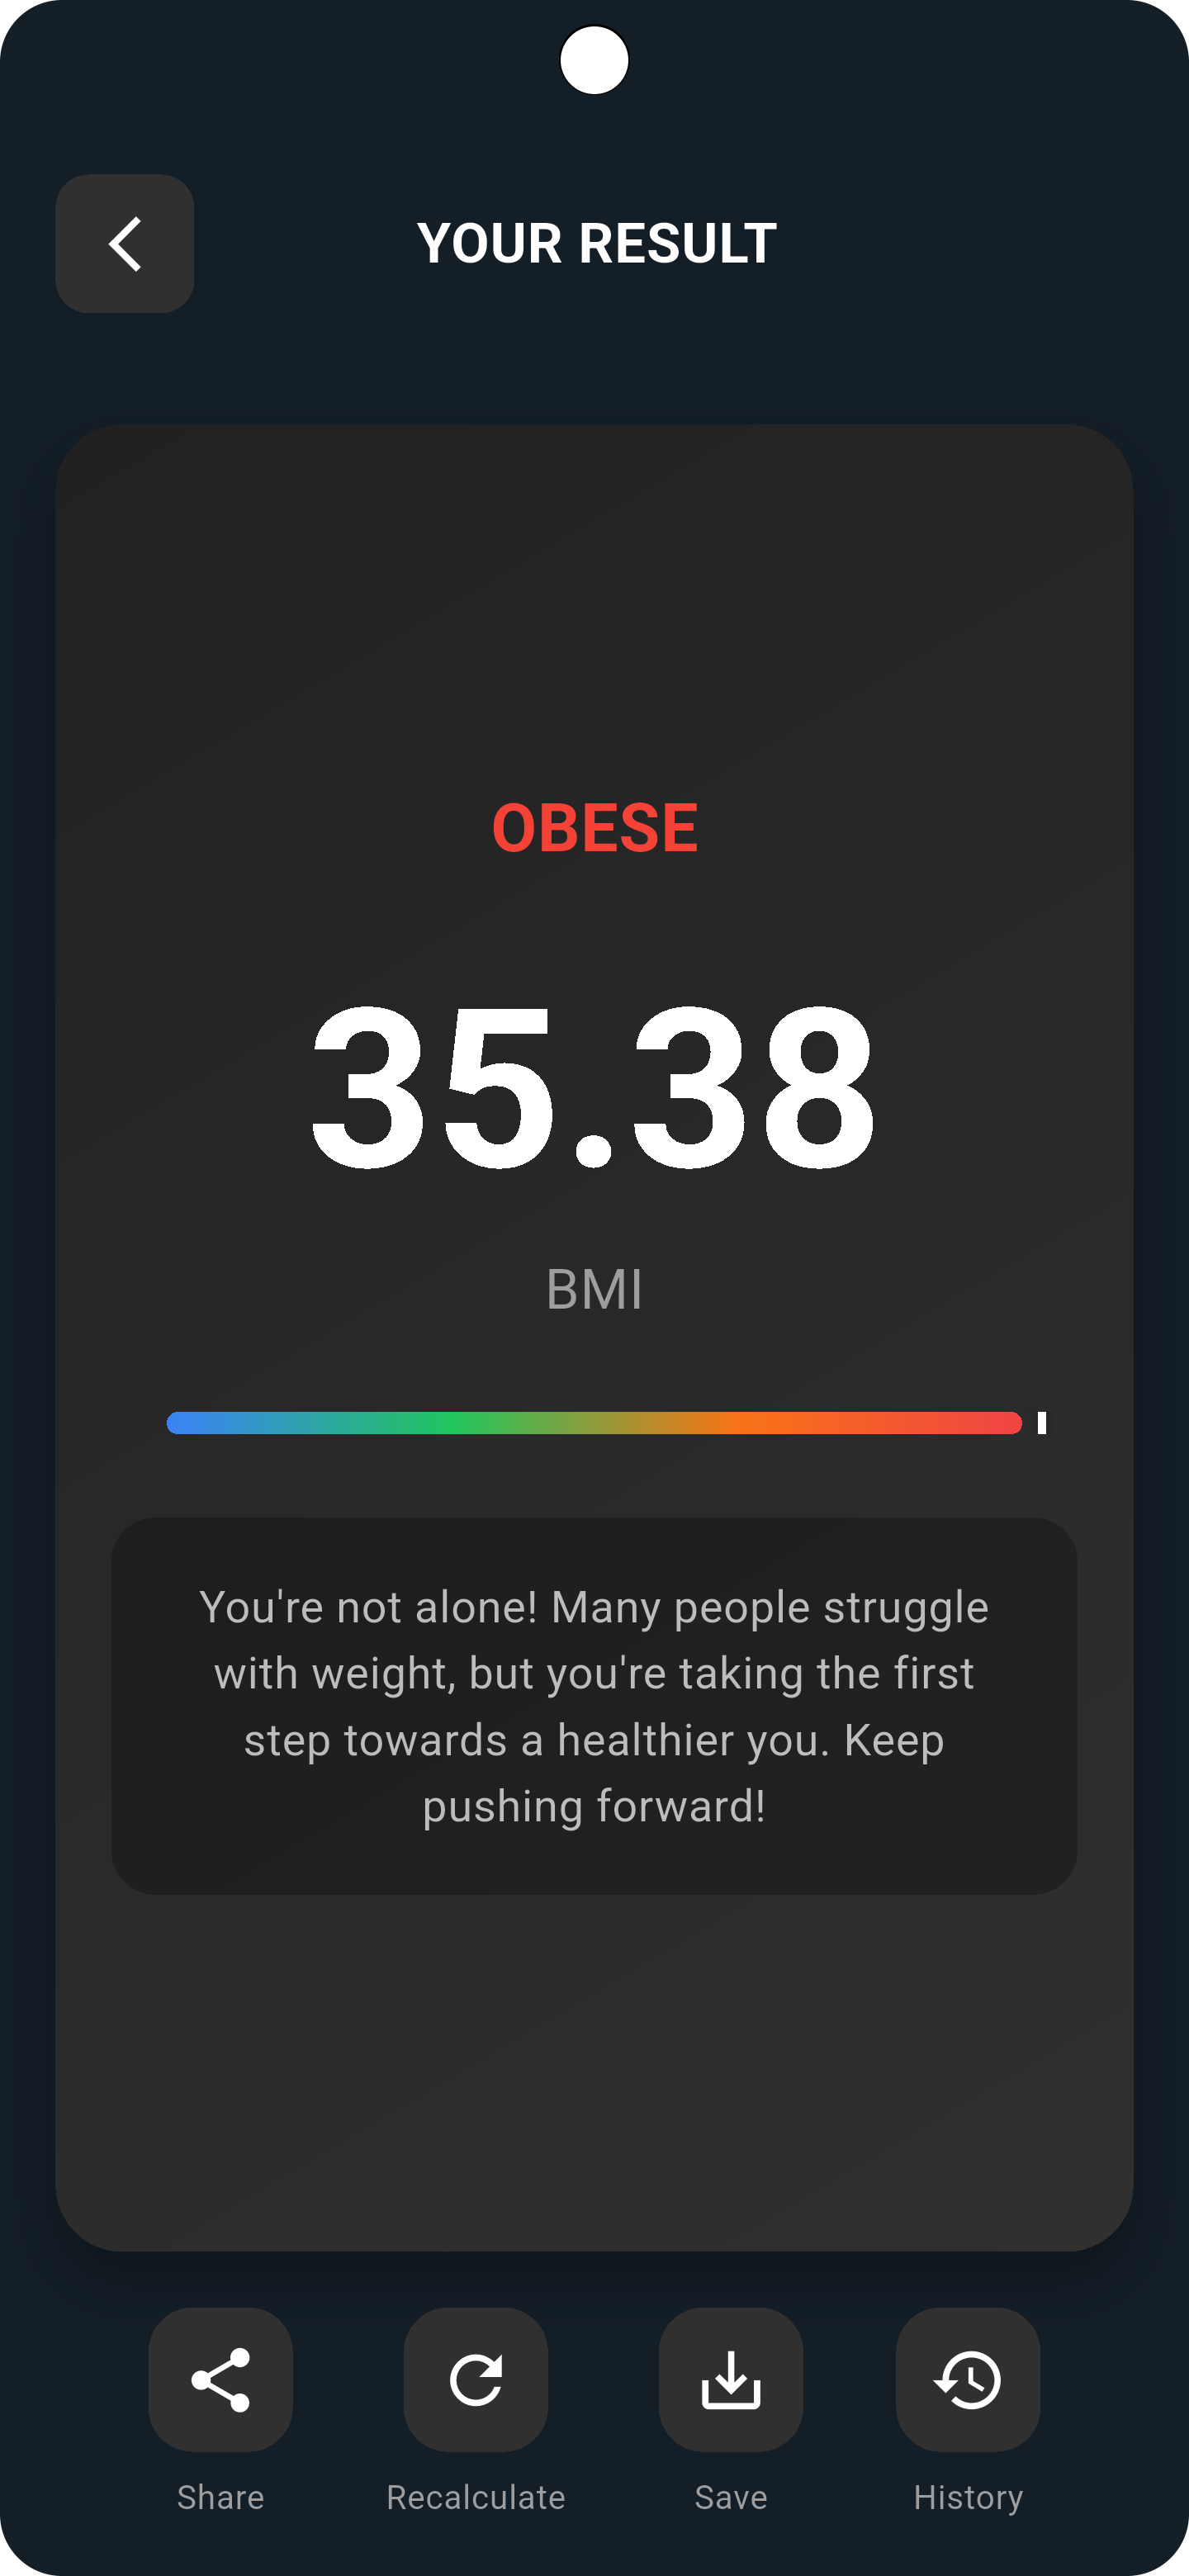 YOUR RESULT
OBESE
35.38
BMI
You're not alone! Many people struggle
with weight, but you're taking the first
step towards a healthier you. Keep
pushing forward!
Share
Recalculate
Save
History